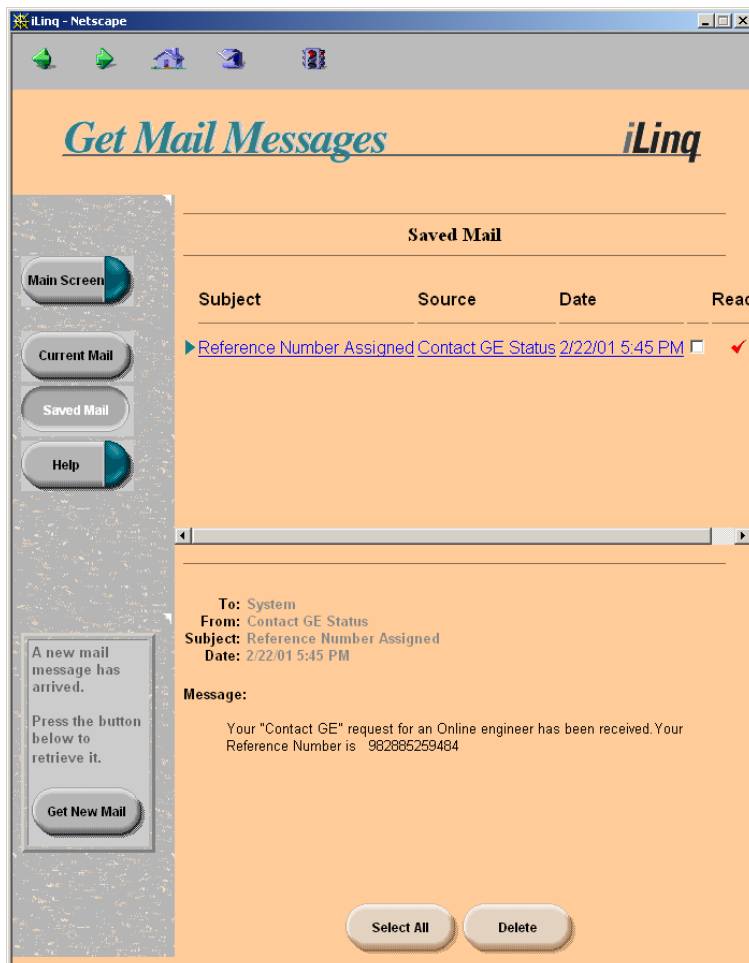 iLinq - Netscape
Get Mail Messages
iLinq
Saved Mail
Main Screen
Current Mail
Saved Mail
Help
Subject Source Date Read
Reference Number Assigned Contact GE Status 2/22/01 5:45 PM
To: System
From: Contact GE Status
Subject: Reference Number Assigned
Date: 2/22/01 5:45 PM
Message:
Your "Contact GE" request for an Online engineer has been received.Your
Reference Number is 982885259484
A new mail
message has
arrived.
Press the button
below to
retrieve it.
Get New Mail
Select All
Delete